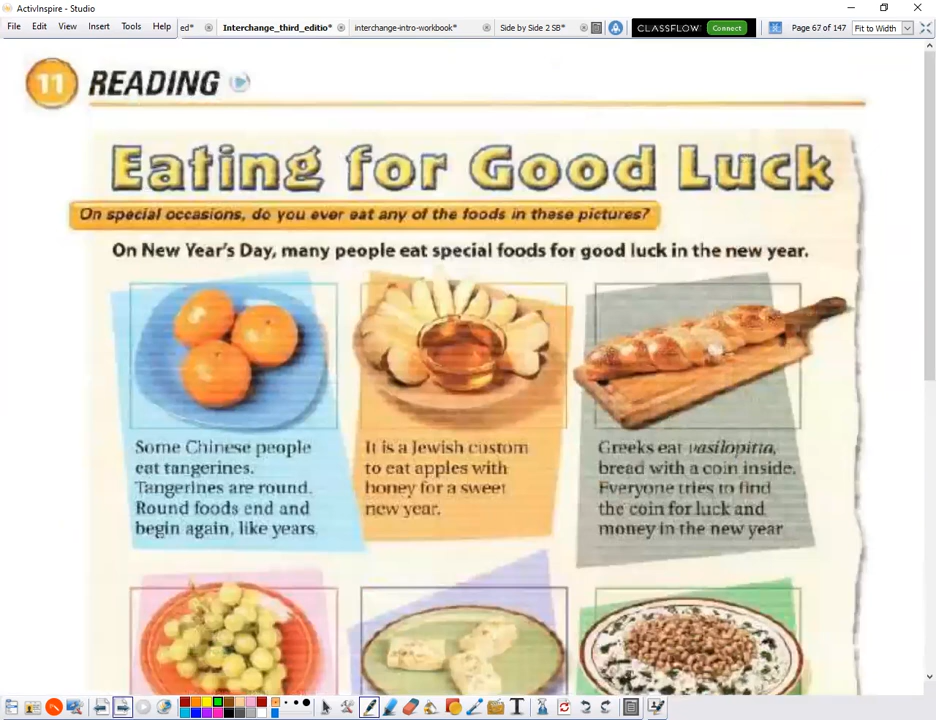 ActivInspire - Studio
File Edit View Insert Tools Help ed* Interchange_third_editio* interchange-intro-workbook* Side by Side 2 SB* CLASSFLOW Connect Page 67 of 147 Fit to Width
11 READING
Eating for Good Luck
On special occasions, do you ever eat any of the foods in these pictures?
On New Year's Day, many people eat special foods for good luck in the new year.
Some Chinese people
eat tangerines.
Tangerines are round.
Round foods end and
begin again, like years.
It is a Jewish custom
to eat apples with
honey for a sweet
new year.
Greeks eat vasilopitta,
bread with a coin inside.
Everyone tries to find
the coin for luck and
money in the new year